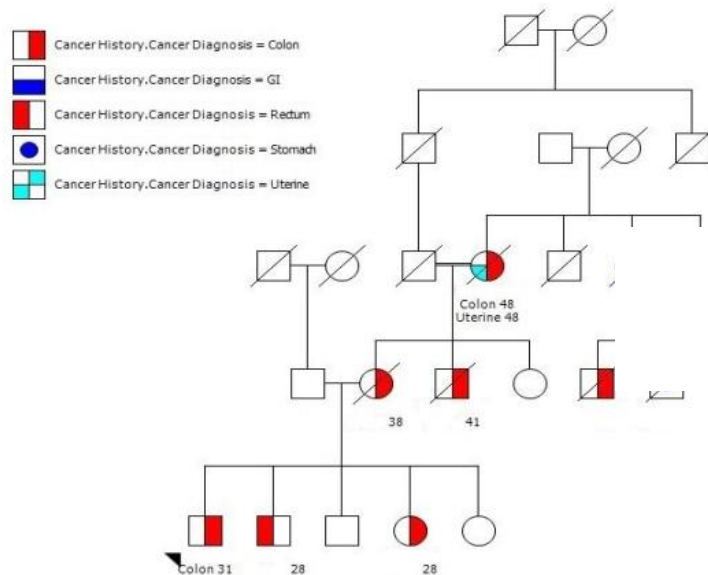 Cancer History.Cancer Diagnosis = Colon
Cancer History.Cancer Diagnosis = GI
Cancer History.Cancer Diagnosis = Rectum
Cancer History.Cancer Diagnosis = Stomach
Cancer History.Cancer Diagnosis = Uterine
Colon 48
Uterine 48
38
41
Colon 31
28
28